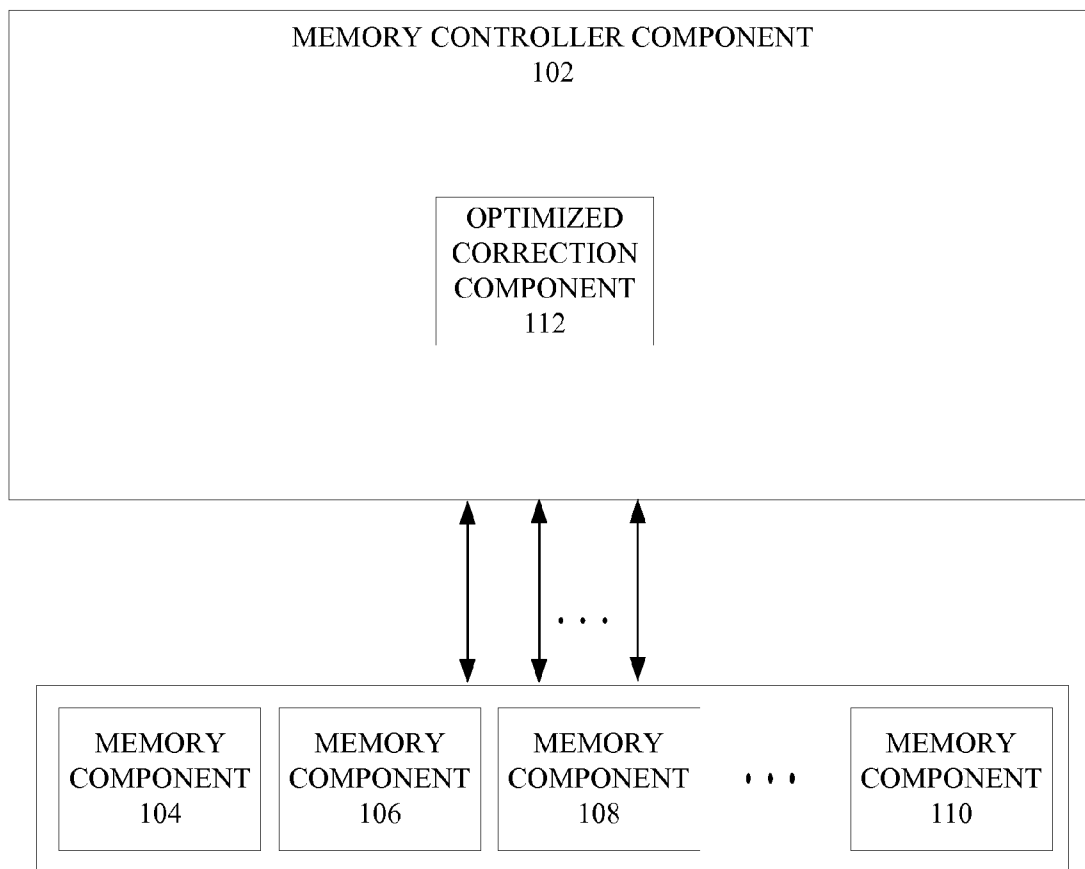 MEMORY CONTROLLER COMPONENT
102
OPTIMIZED
CORRECTION
COMPONENT
112
. . .
MEMORY
COMPONENT
104
MEMORY
COMPONENT
106
MEMORY
COMPONENT
108
. . .
MEMORY
COMPONENT
110